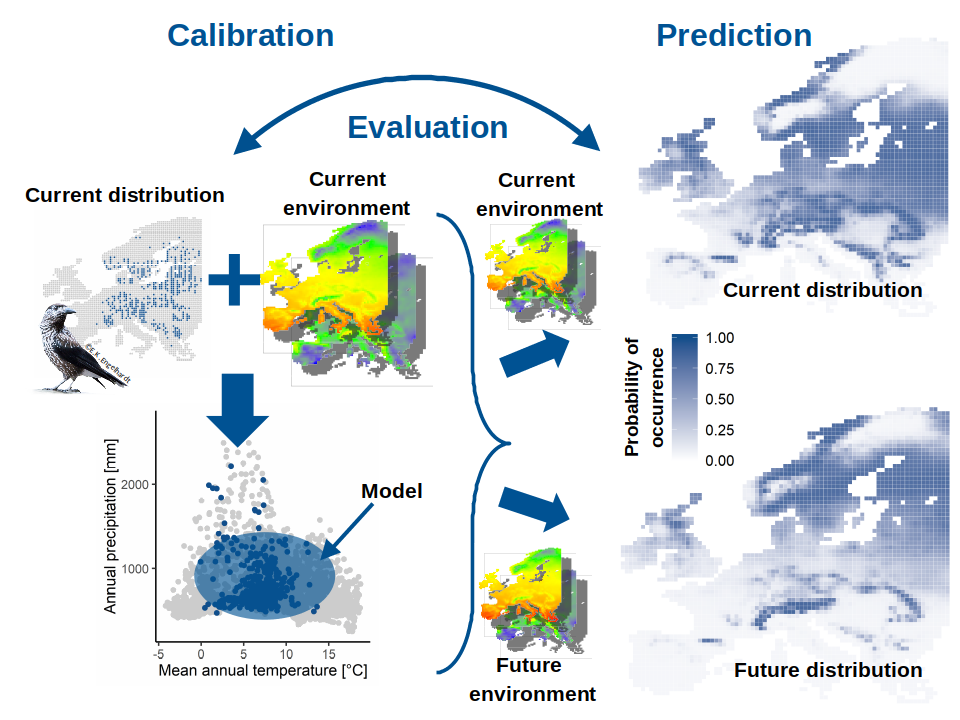 Calibration
Prediction
Evaluation
Current distribution
Current
environment
Current
environment
Current distribution
K. Engelhardt
Probability of
occurrence
1.00
0.75
0.50
0.25
0.00
Annual precipitation [mm]
2000
1000
Model
-5
0
5
10
15
Mean annual temperature [°C]
Future
environment
Future distribution